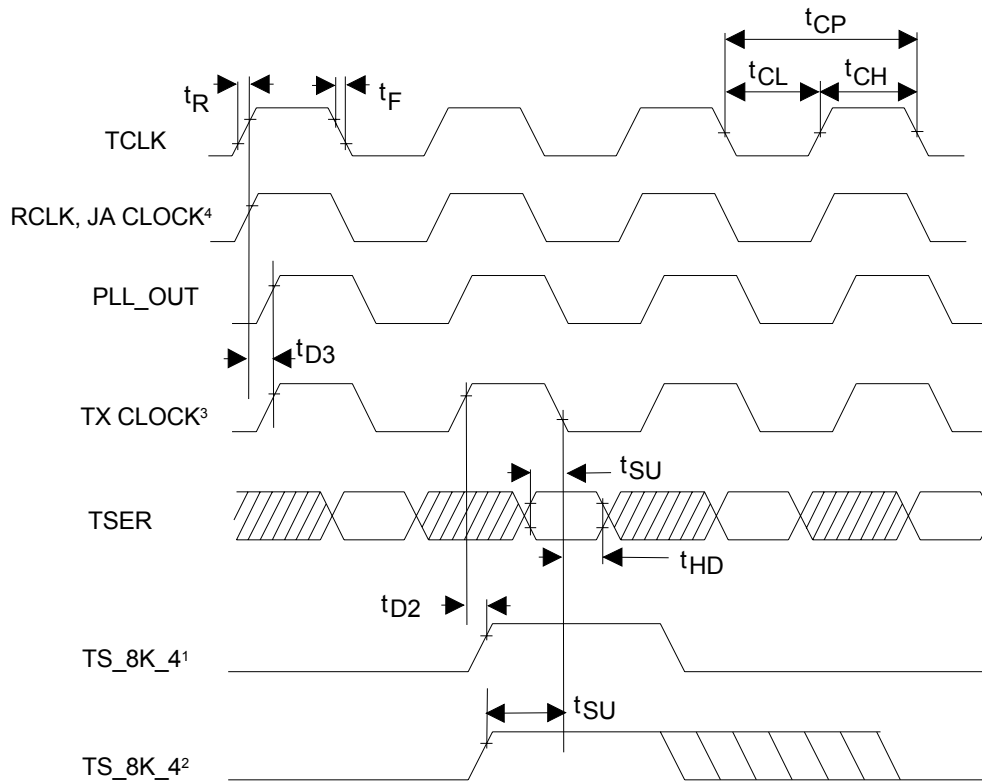 tCP
tCL tCH
tR tF
TCLK
RCLK, JA CLOCK⁴
PLL_OUT
tD3
TX CLOCK³
tSU
TSER
tHD
tD2
TS_8K_4¹
tSU
TS_8K_4²